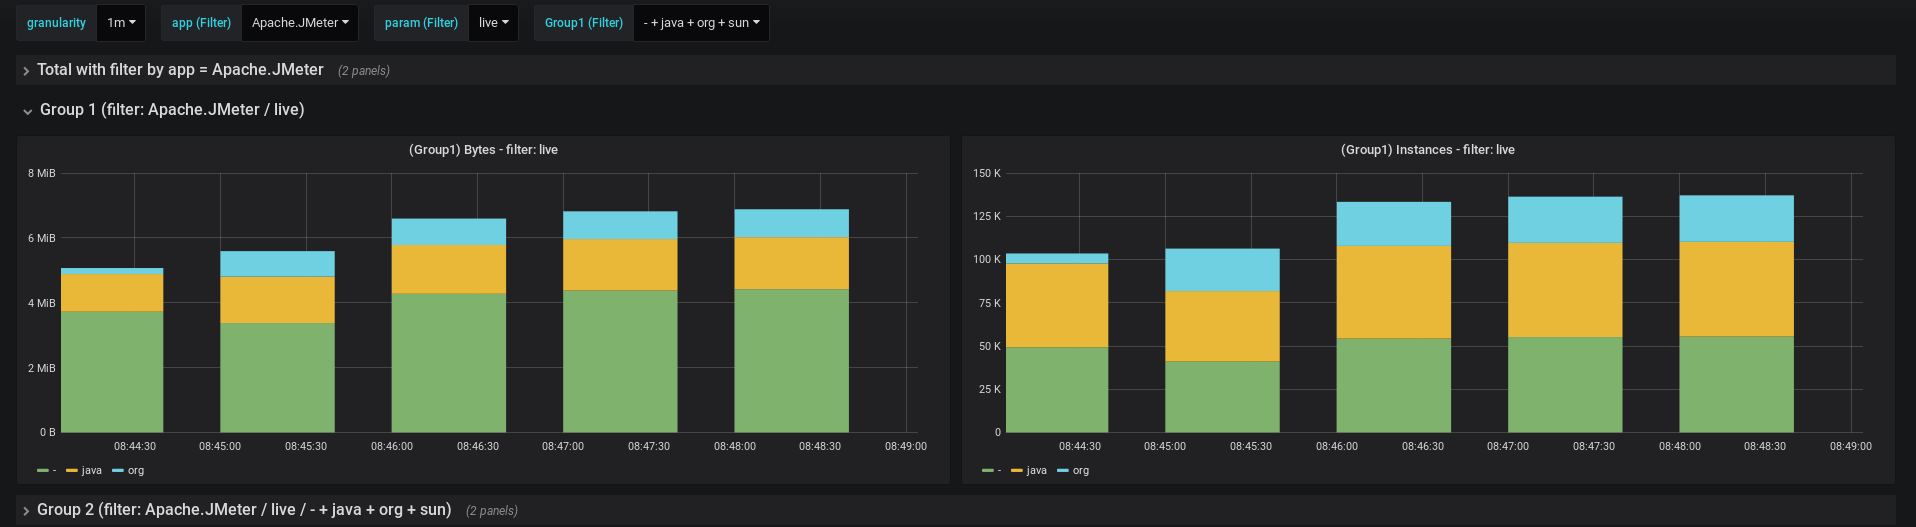 granularity 1m app (Filter) Apache.JMeter param (Filter) live Group1 (Filter) - + java + org + sun
Total with filter by app = Apache.JMeter (2 panels)
Group 1 (filter: Apache.JMeter / live)
(Group1) Bytes - filter: live
8 MiB
6 MiB
4 MiB
2 MiB
0 B
08:44:30 08:45:00 08:45:30 08:46:00 08:46:30 08:47:00 08:47:30 08:48:00 08:48:30 08:49:00
- java org
(Group1) Instances - filter: live
150 K
125 K
100 K
75 K
50 K
25 K
0
08:44:30 08:45:00 08:45:30 08:46:00 08:46:30 08:47:00 08:47:30 08:48:00 08:48:30 08:49:00
- java org
Group 2 (filter: Apache.JMeter / live / - + java + org + sun) (2 panels)